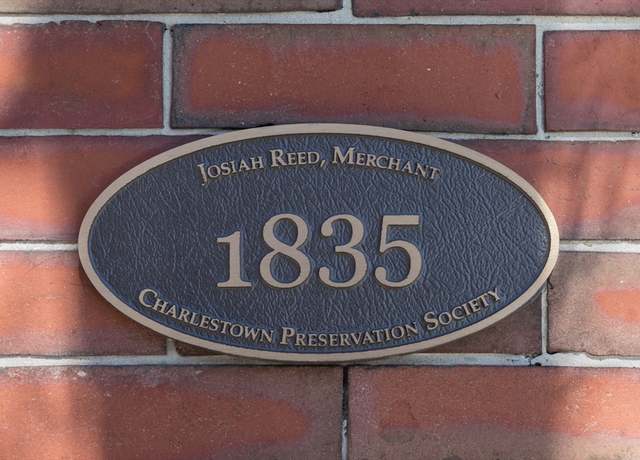 Josiah Reed, Merchant
1835
Charlestown Preservation Society